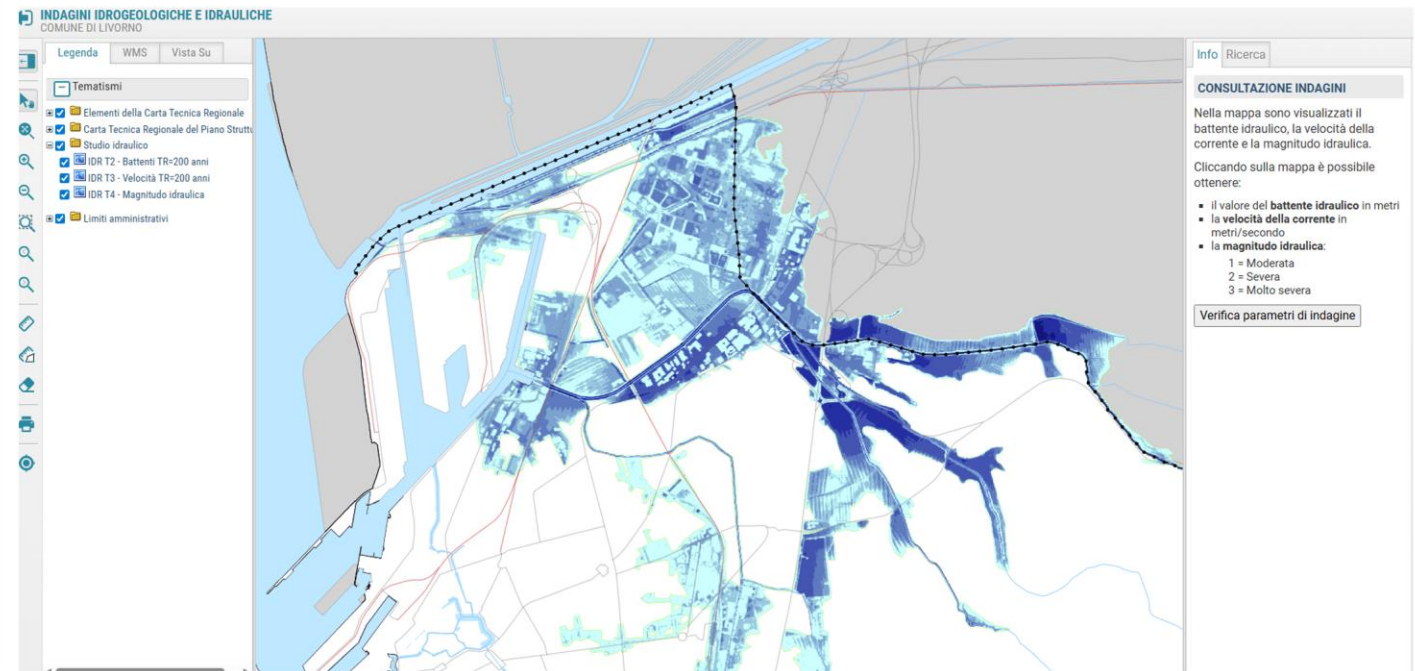 INDAGINI IDROGEOLOGICHE E IDRAULICHE
COMUNE DI LIVORNO
Legenda WMS Vista Su
Tematismi
Elementi della Carta Tecnica Regionale
Carta Tecnica Regionale del Piano Struttu
Studio idraulico
IDR T2 - Battenti TR=200 anni
IDR T3 - Velocità TR=200 anni
IDR T4 - Magnitudo idraulica
Limiti amministrativi
Info Ricerca
CONSULTAZIONE INDAGINI
Nella mappa sono visualizzati il
battente idraulico, la velocità della
corrente e la magnitudo idraulica.
Cliccando sulla mappa è possibile
ottenere:
il valore del battente idraulico in metri
la velocità della corrente in
metri/secondo
la magnitudo idraulica:
1 = Moderata
2 = Severa
3 = Molto severa
Verifica parametri di indagine